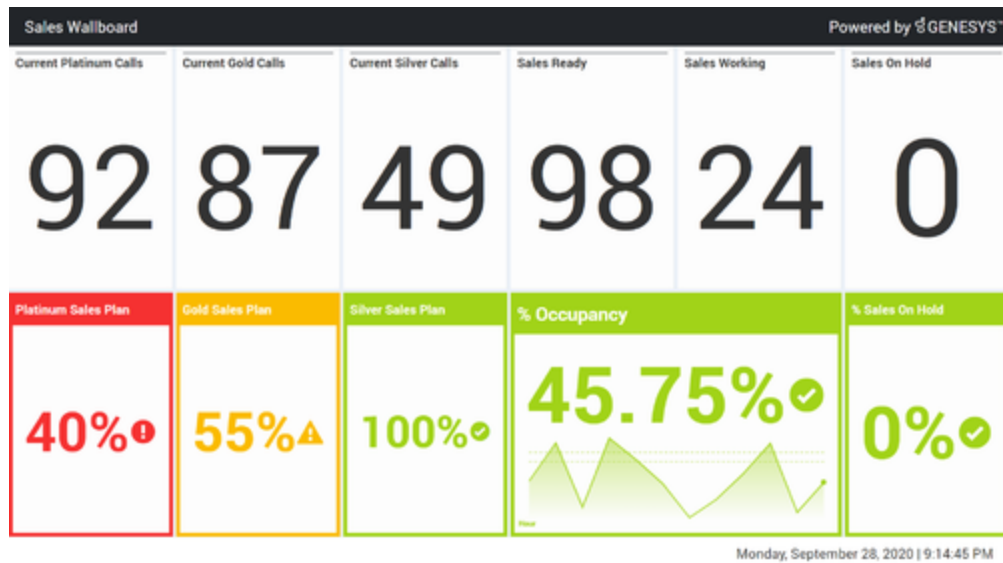 Sales Wallboard
Powered by GENESYS™
Current Platinum Calls
Current Gold Calls
Current Silver Calls
Sales Ready
Sales Working
Sales On Hold
92
87
49
98
24
0
Platinum Sales Plan
Gold Sales Plan
Silver Sales Plan
% Occupancy
% Sales On Hold
40%
55%
100%
45.75%
0%
Hour
Monday, September 28, 2020 | 9:14:45 PM